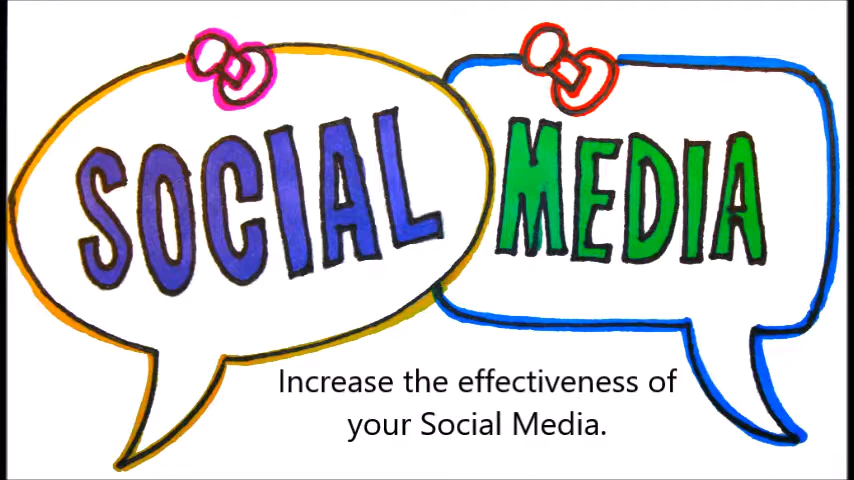 SOCIAL MEDIA
Increase the effectiveness of
your Social Media.